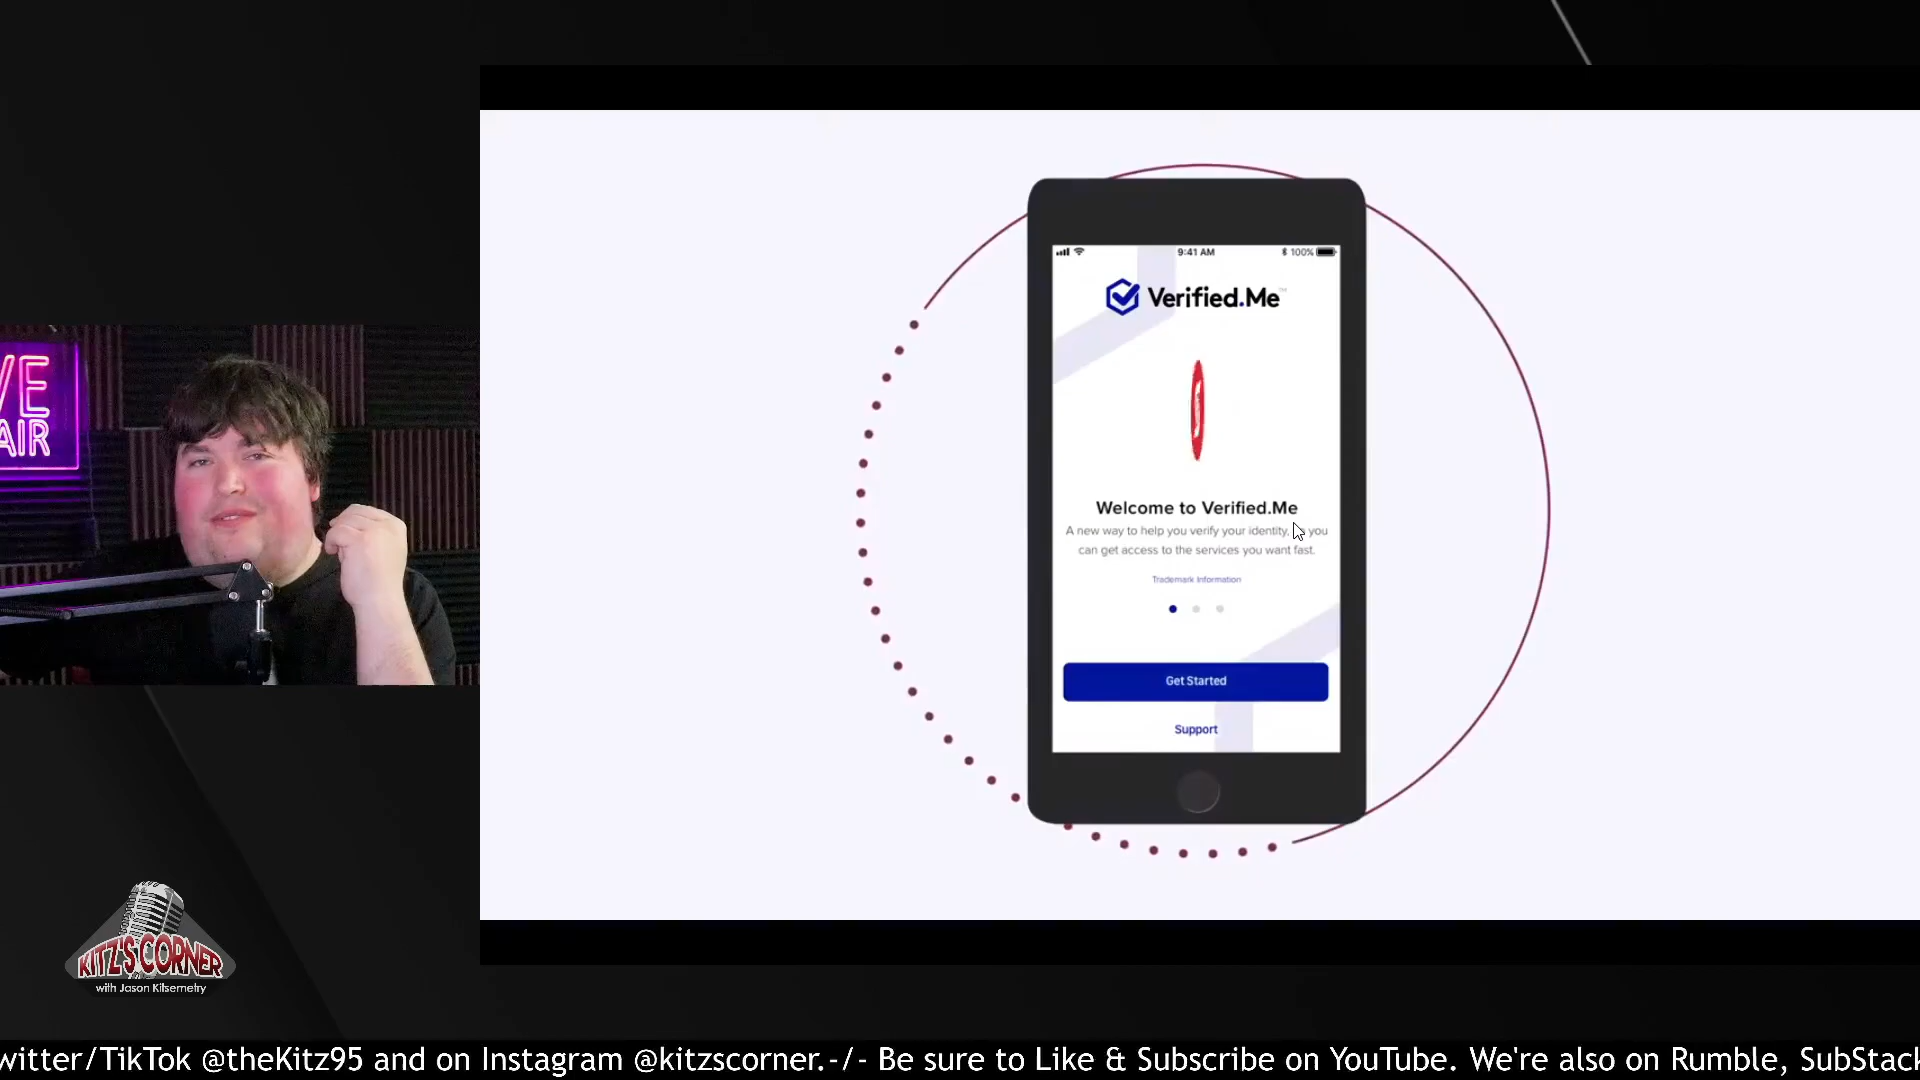 VE
AIR
9:41 AM
100%
Verified.Me
Welcome to Verified.Me
A new way to help you verify your identity, you
can get access to the services you want fast.
Trademark Information
Get Started
Support
KITZ'S CORNER
with Jason Kitsemetry
witter/TikTok @theKitz95 and on Instagram @kitzscorner.-/- Be sure to Like & Subscribe on YouTube. We're also on Rumble, SubStack